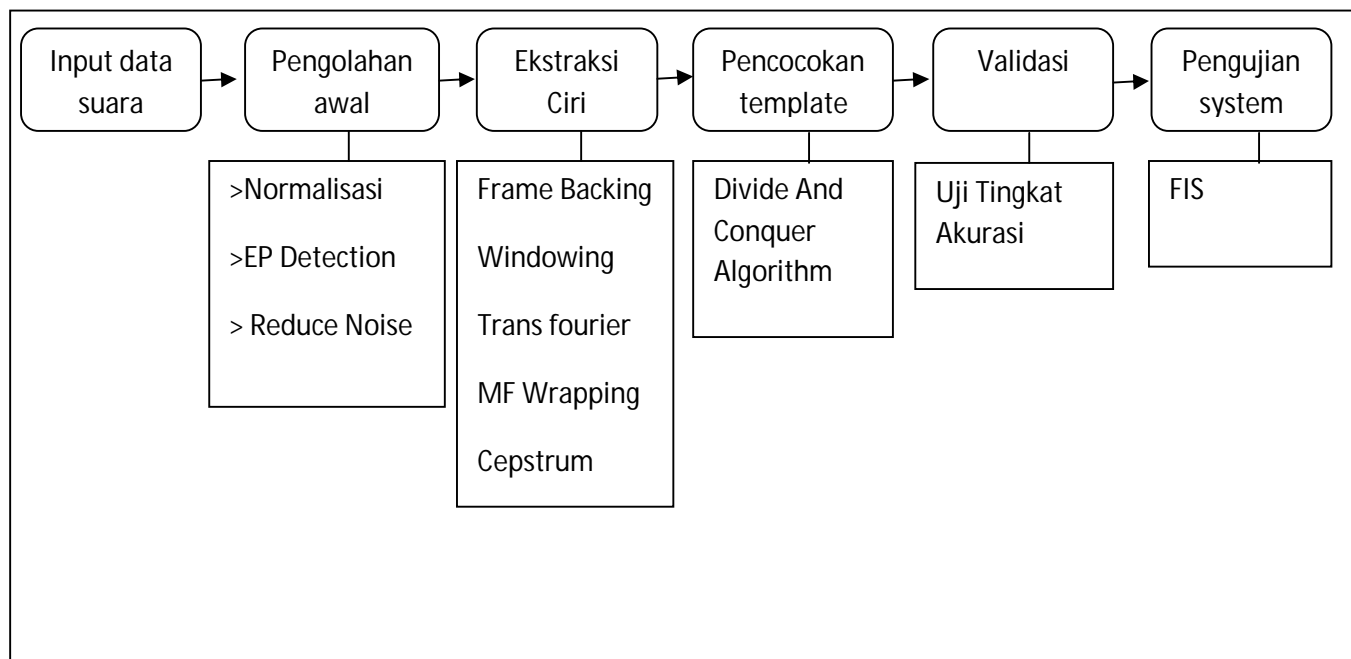 Input data
suara
Pengolahan
awal
Ekstraksi
Ciri
Pencocokan
template
Validasi
Pengujian
system
>Normalisasi
>EP Detection
> Reduce Noise
Frame Backing
Windowing
Trans fourier
MF Wrapping
Cepstrum
Divide And
Conquer
Algorithm
Uji Tingkat
Akurasi
FIS